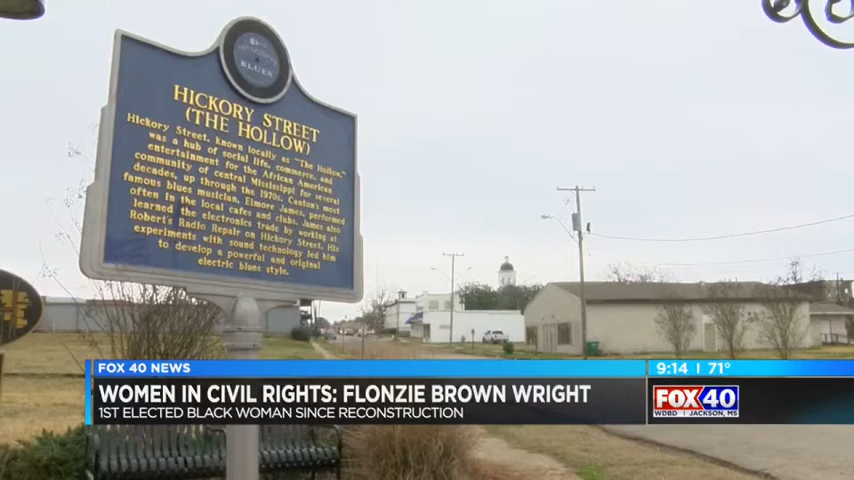 BLUES
HICKORY STREET
(THE HOLLOW)
Hickory Street, known locally as "The Hollow,"
was a hub of social life, commerce, and
entertainment for the African American
community of central Mississippi for several
decades, up through the 1970s. Canton's most
famous blues musician, Elmore James, performed
often in the local cafes and clubs. James also
learned the electronics trade by working at
Robert's Radio Repair on Hickory Street. His
experiments with sound technology led him
to develop a powerful and original
electric blues style.
FOX 40 NEWS
9:14 | 71°
WOMEN IN CIVIL RIGHTS: FLONZIE BROWN WRIGHT
1ST ELECTED BLACK WOMAN SINCE RECONSTRUCTION
FOX 40
WDBD | JACKSON, MS